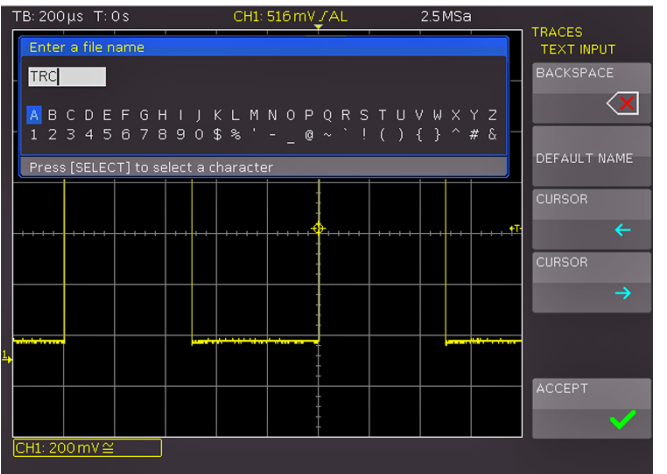 TB: 200µs T: 0s CH1: 516mV / AL 2.5MSa
TRACES
TEXT INPUT
Enter a file name
TRC
A B C D E F G H I J K L M N O P Q R S T U V W X Y Z
1 2 3 4 5 6 7 8 9 0 $ % ' - _ @ ~ ` ! ( ) { } ^ # &
Press [SELECT] to select a character
BACKSPACE
DEFAULT NAME
CURSOR
←
CURSOR
→
ACCEPT
T
1
CH1: 200mV ≅